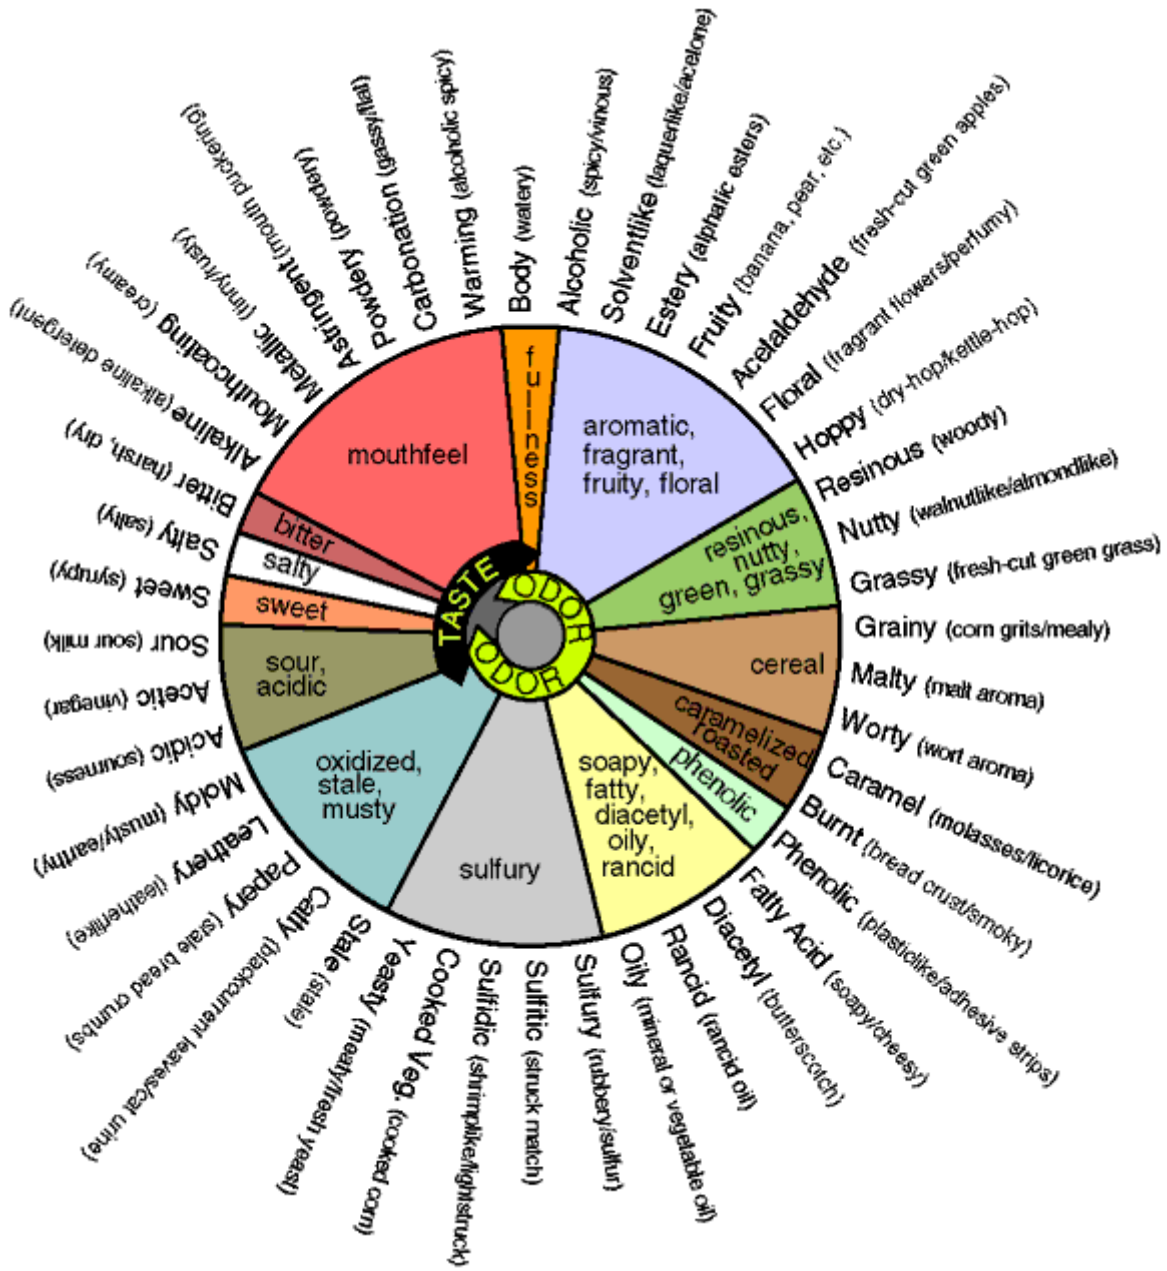 Body (watery)
Alcoholic (spicy/vinous)
Solventlike (laquerlike/acetone)
Estery (alphatic esters)
Fruity (banana, pear, etc.)
Acetaldehyde (fresh-cut green apples)
Floral (fragrant flowers/perfumy)
Hoppy (dry-hop/kettle-hop)
Resinous (woody)
Nutty (walnutlike/almondlike)
Grassy (fresh-cut green grass)
Grainy (corn grits/mealy)
Malty (malt aroma)
Worty (wort aroma)
Caramel (molasses/licorice)
Burnt (bread crust/smoky)
Phenolic (plasticlike/adhesive strips)
Fatty Acid (soapy/cheesy)
Diacetyl (butterscotch)
Rancid (rancid oil)
Oily (mineral or vegetable oil)
Sulfury (rubbery/sulfur)
Sulfitic (struck match)
Sulfidic (shrimplike/lightstruck)
Cooked Veg. (cooked corn)
Yeasty (meaty/fresh yeast)
Stale (stale)
Catty (blackcurrent leaves/cat urine)
Papery (stale bread crumbs)
Leathery (leatherlike)
Moldy (musty/earthy)
Acidic (sourness)
Acetic (vinegar)
Sour (sour milk)
Sweet (syrupy)
Salty (salty)
Bitter (harsh, dry)
Alkaline (alkaline detergent)
Mouthcoating (creamy)
Metallic (tinny/rusty)
Astringent (mouth puckering)
Powdery (powdery)
Carbonation (gassy/flat)
Warming (alcoholic spicy)
fullness
aromatic,
fragrant,
fruity, floral
resinous,
nutty,
green, grassy
cereal
caramelized
roasted
phenolic
soapy,
fatty,
diacetyl,
oily,
rancid
sulfury
oxidized,
stale,
musty
sour,
acidic
sweet
salty
bitter
mouthfeel
TASTE
ODOR
ODOR